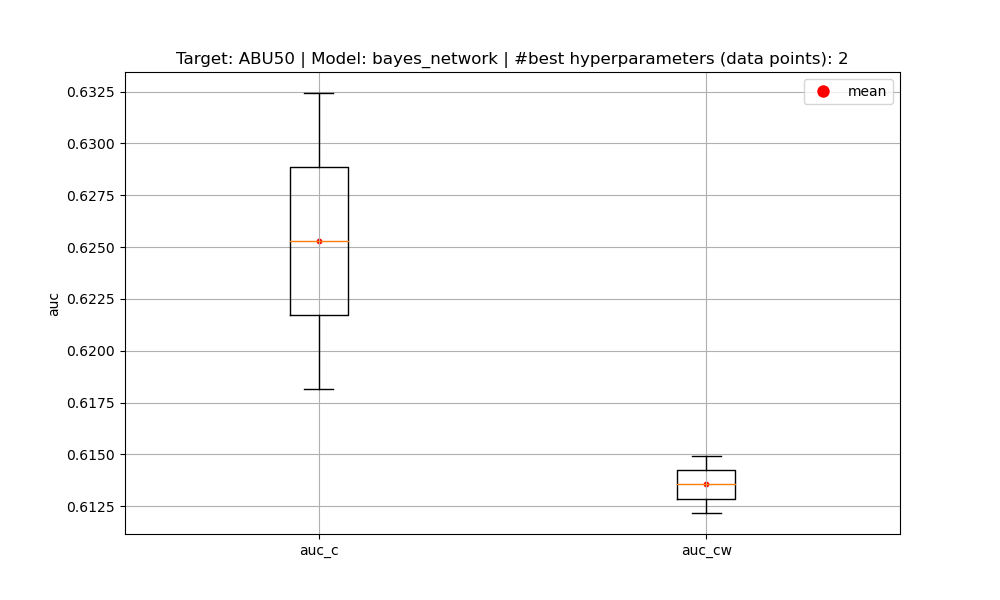 Target: ABU50 | Model: bayes_network | #best hyperparameters (data points): 2
mean
0.6325
0.6300
0.6275
0.6250
0.6225
0.6200
0.6175
0.6150
0.6125
auc
auc_c
auc_cw